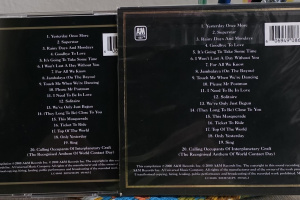 1. Yesterday Once More
2. Superstar
3. Rainy Days And Mondays
4. Goodbye To Love
5. It's Going To Take Some Time
6. I Won't Last A Day Without You
7. For All We Know
8. Jambalaya (On The Bayou)
9. Touch Me When We're Dancing
10. Please Mr Postman
11. I Need To Be In Love
12. Solitaire
13. We've Only Just Begun
14. (They Long To Be) Close To You
15. This Masquerade
16. Ticket To Ride
17. Top Of The World
18. Only Yesterday
19. Sing
20. Calling Occupants Of Interplanetary Craft
(The Recognized Anthem Of World Contact Day)
A&M
1. Yesterday Once More
2. Superstar
3. Rainy Days And Mondays
4. Goodbye To Love
5. It's Going To Take Some Time
6. I Won't Last A Day Without You
7. For All We Know
8. Jambalaya (On The Bayou)
9. Touch Me When We're Dancing
10. Please Mr Postman
11. I Need To Be In Love
12. Solitaire
13. We've Only Just Begun
14. (They Long To Be) Close To You
15. This Masquerade
16. Ticket To Ride
17. Top Of The World
18. Only Yesterday
19. Sing
20. Calling Occupants Of Interplanetary Craft
(The Recognized Anthem Of World Contact Day)